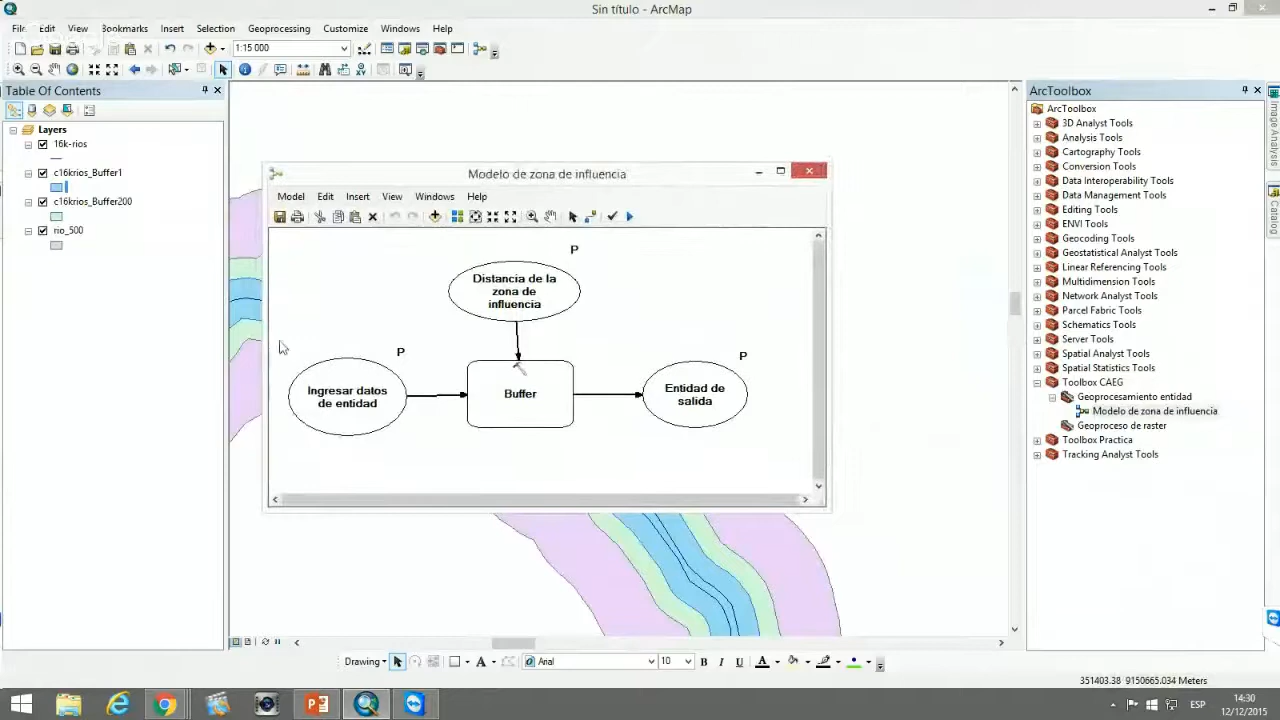 Sin título - ArcMap
File Edit View Bookmarks Insert Selection Geoprocessing Customize Windows Help
1:15 000
Table Of Contents
Layers
16k-rios
c16krios_Buffer1
c16krios_Buffer200
rio_500
Modelo de zona de influencia
Model Edit Insert View Windows Help
P
Distancia de la
zona de
influencia
P
Ingresar datos
de entidad
Buffer
P
Entidad de
salida
ArcToolbox
ArcToolbox
3D Analyst Tools
Analysis Tools
Cartography Tools
Conversion Tools
Data Interoperability Tools
Data Management Tools
Editing Tools
ENVI Tools
Geocoding Tools
Geostatistical Analyst Tools
Linear Referencing Tools
Multidimension Tools
Network Analyst Tools
Parcel Fabric Tools
Schematics Tools
Server Tools
Spatial Analyst Tools
Spatial Statistics Tools
Toolbox CAEG
Geoprocesamiento entidad
Modelo de zona de influencia
Geoproceso de raster
Toolbox Practica
Tracking Analyst Tools
Image Analysis
Catalog
Drawing
A
Arial
10
B I U A
351403.38 9150665.034 Meters
ESP
14:30
12/12/2015